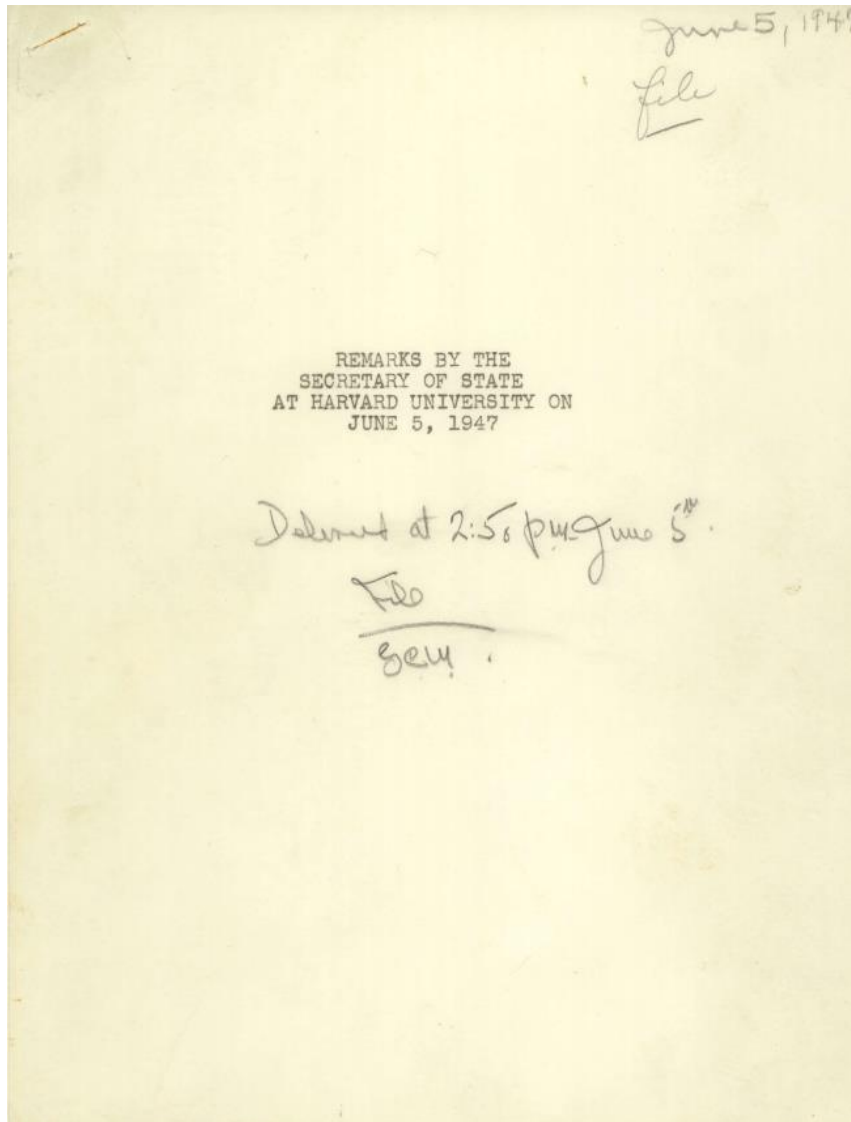 June 5, 194
file
REMARKS BY THE
SECRETARY OF STATE
AT HARVARD UNIVERSITY ON
JUNE 5, 1947
Delivered at 2:50 pm June 5th.
File
GCM.